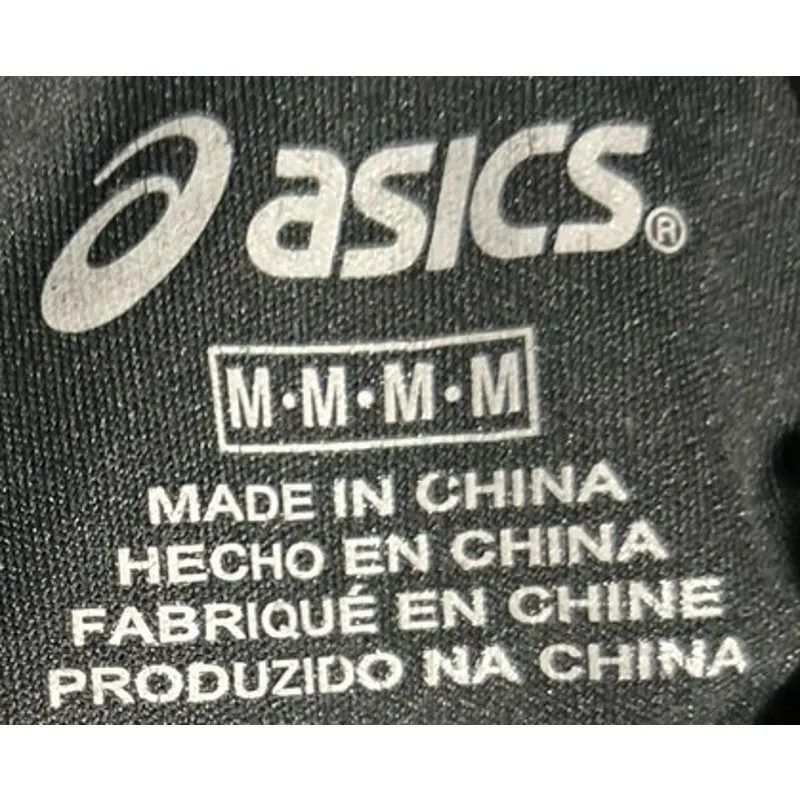 asics®
M·M·M·M
MADE IN CHINA
HECHO EN CHINA
FABRIQUÉ EN CHINE
PRODUZIDO NA CHINA